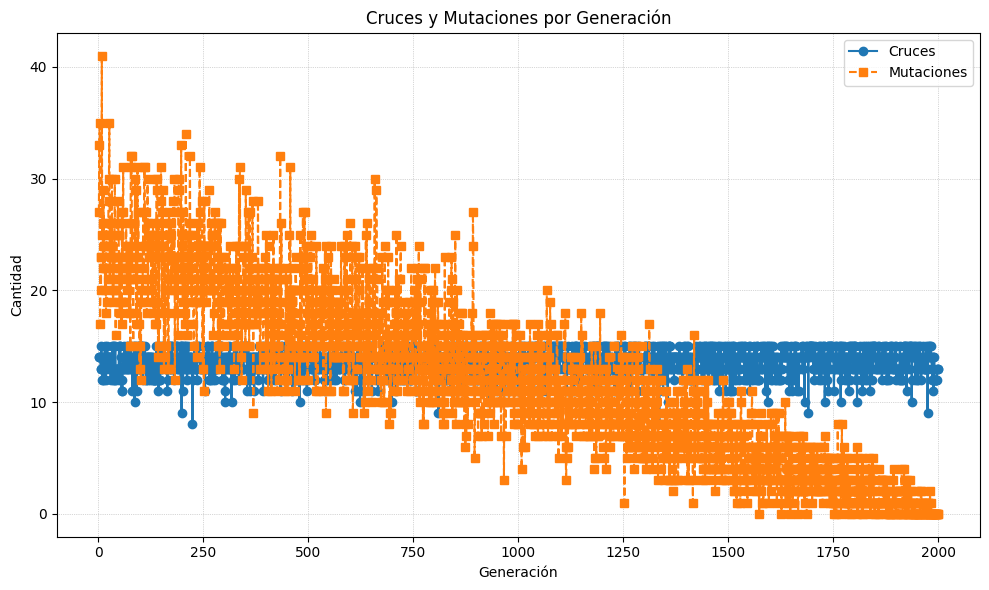 Cruces y Mutaciones por Generación
Cruces
Mutaciones
Cantidad
40
30
20
10
0
0 250 500 750 1000 1250 1500 1750 2000
Generación